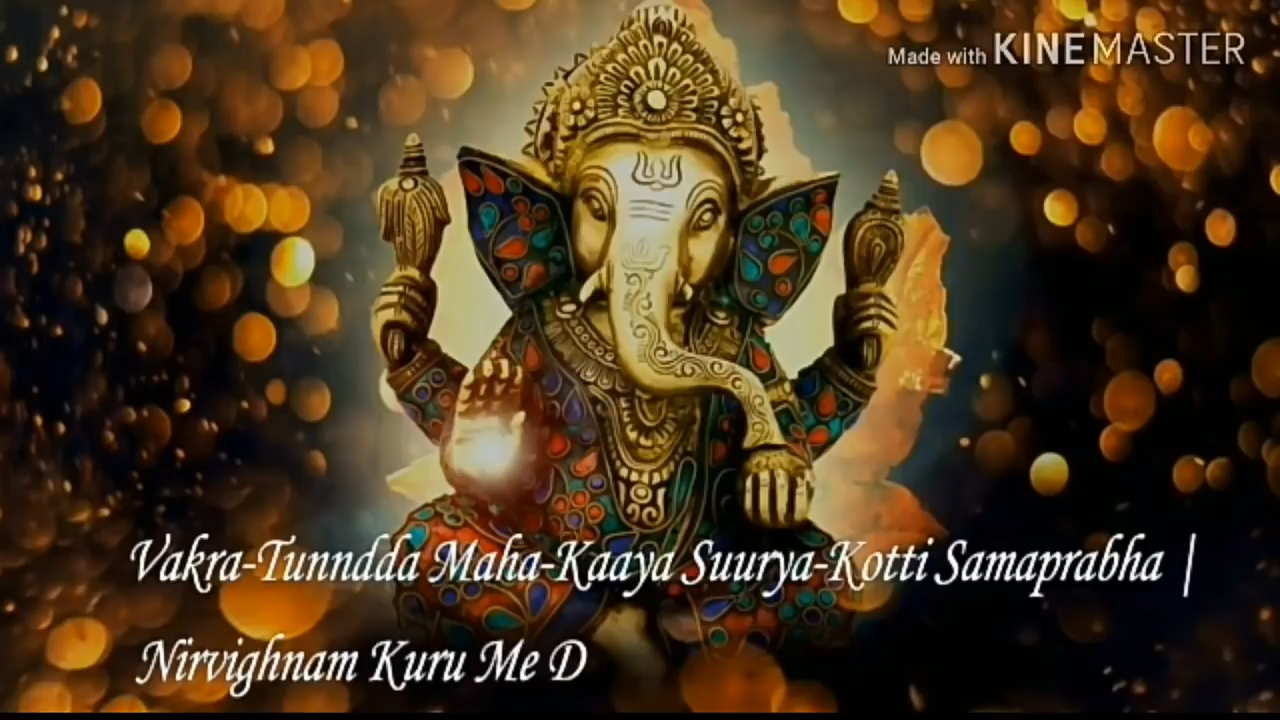 Made with KINEMASTER
Vakra-Tunndda Maha-Kaaya Suurya-Kotti Samaprabha |
Nirvighnam Kuru Me D